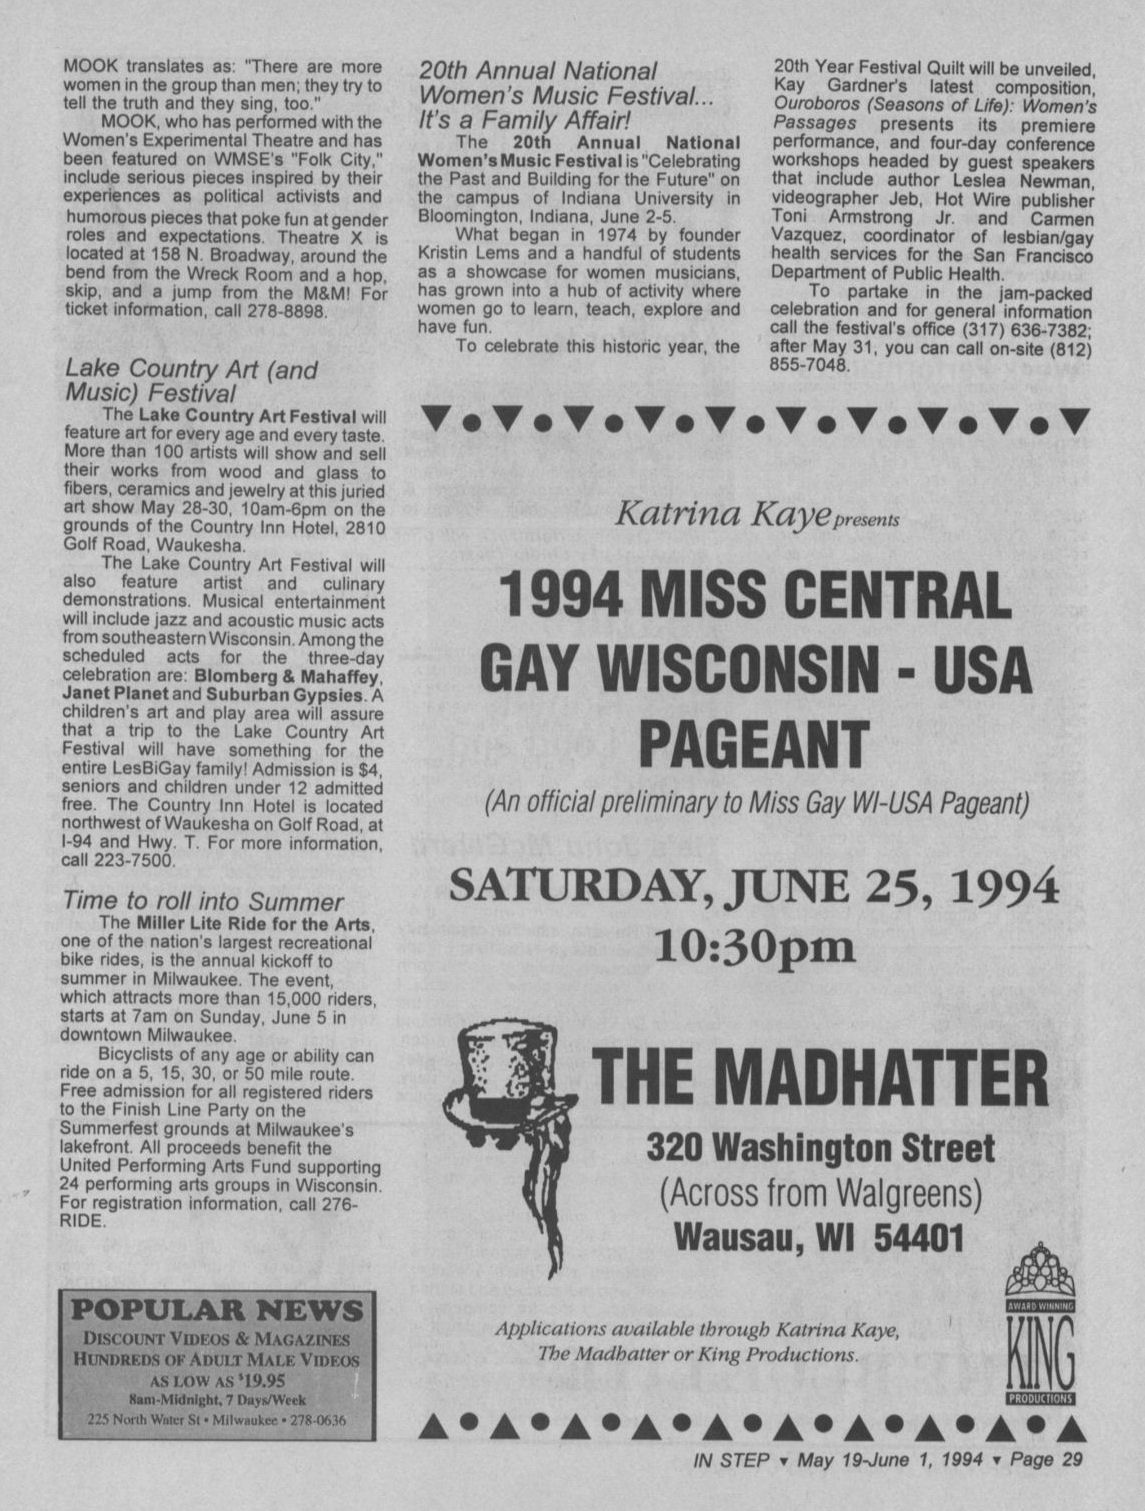 MOOK translates as: "There are more
women in the group than men; they try to
tell the truth and they sing, too."
MOOK, who has performed with the
Women's Experimental Theatre and has
been featured on WMSE's "Folk City,"
include serious pieces inspired by their
experiences as political activists and
humorous pieces that poke fun at gender
roles and expectations. Theatre X is
located at 158 N. Broadway, around the
bend from the Wreck Room and a hop,
skip, and a jump from the M&M! For
ticket information, call 278-8898.
Lake Country Art (and
Music) Festival
The Lake Country Art Festival will
feature art for every age and every taste.
More than 100 artists will show and sell
their works from wood and glass to
fibers, ceramics and jewelry at this juried
art show May 28-30, 10am-6pm on the
grounds of the Country Inn Hotel, 2810
Golf Road, Waukesha.
The Lake Country Art Festival will
also feature artist and culinary
demonstrations. Musical entertainment
will include jazz and acoustic music acts
from southeastern Wisconsin. Among the
scheduled acts for the three-day
celebration are: Blomberg & Mahaffey,
Janet Planet and Suburban Gypsies. A
children's art and play area will assure
that a trip to the Lake Country Art
Festival will have something for the
entire LesBiGay family! Admission is $4,
seniors and children under 12 admitted
free. The Country Inn Hotel is located
northwest of Waukesha on Golf Road, at
I-94 and Hwy. T. For more information,
call 223-7500.
Time to roll into Summer
The Miller Lite Ride for the Arts,
one of the nation's largest recreational
bike rides, is the annual kickoff to
summer in Milwaukee. The event,
which attracts more than 15,000 riders,
starts at 7am on Sunday, June 5 in
downtown Milwaukee.
Bicyclists of any age or ability can
ride on a 5, 15, 30, or 50 mile route.
Free admission for all registered riders
to the Finish Line Party on the
Summerfest grounds at Milwaukee's
lakefront. All proceeds benefit the
United Performing Arts Fund supporting
24 performing arts groups in Wisconsin.
For registration information, call 276-
RIDE.
POPULAR NEWS
DISCOUNT VIDEOS & MAGAZINES
HUNDREDS OF ADULT MALE VIDEOS
AS LOW AS $19.95
8am-Midnight, 7 Days/Week
225 North Water St • Milwaukee • 278-0636
20th Annual National
Women's Music Festival...
It's a Family Affair!
The 20th Annual National
Women's Music Festival is "Celebrating
the Past and Building for the Future" on
the campus of Indiana University in
Bloomington, Indiana, June 2-5.
What began in 1974 by founder
Kristin Lems and a handful of students
as a showcase for women musicians,
has grown into a hub of activity where
women go to learn, teach, explore and
have fun.
To celebrate this historic year, the
20th Year Festival Quilt will be unveiled,
Kay Gardner's latest composition,
Ouroboros (Seasons of Life): Women's
Passages presents its premiere
performance, and four-day conference
workshops headed by guest speakers
that include author Leslea Newman,
videographer Jeb, Hot Wire publisher
Toni Armstrong Jr. and Carmen
Vazquez, coordinator of lesbian/gay
health services for the San Francisco
Department of Public Health.
To partake in the jam-packed
celebration and for general information
call the festival's office (317) 636-7382;
after May 31, you can call on-site (812)
855-7048.
Katrina Kaye presents
1994 MISS CENTRAL
GAY WISCONSIN - USA
PAGEANT
(An official preliminary to Miss Gay WI-USA Pageant)
SATURDAY, JUNE 25, 1994
10:30pm
THE MADHATTER
320 Washington Street
(Across from Walgreens)
Wausau, WI 54401
Applications available through Katrina Kaye,
The Madhatter or King Productions.
AWARD WINNING
KING
PRODUCTIONS
IN STEP ▼ May 19-June 1, 1994 ▼ Page 29